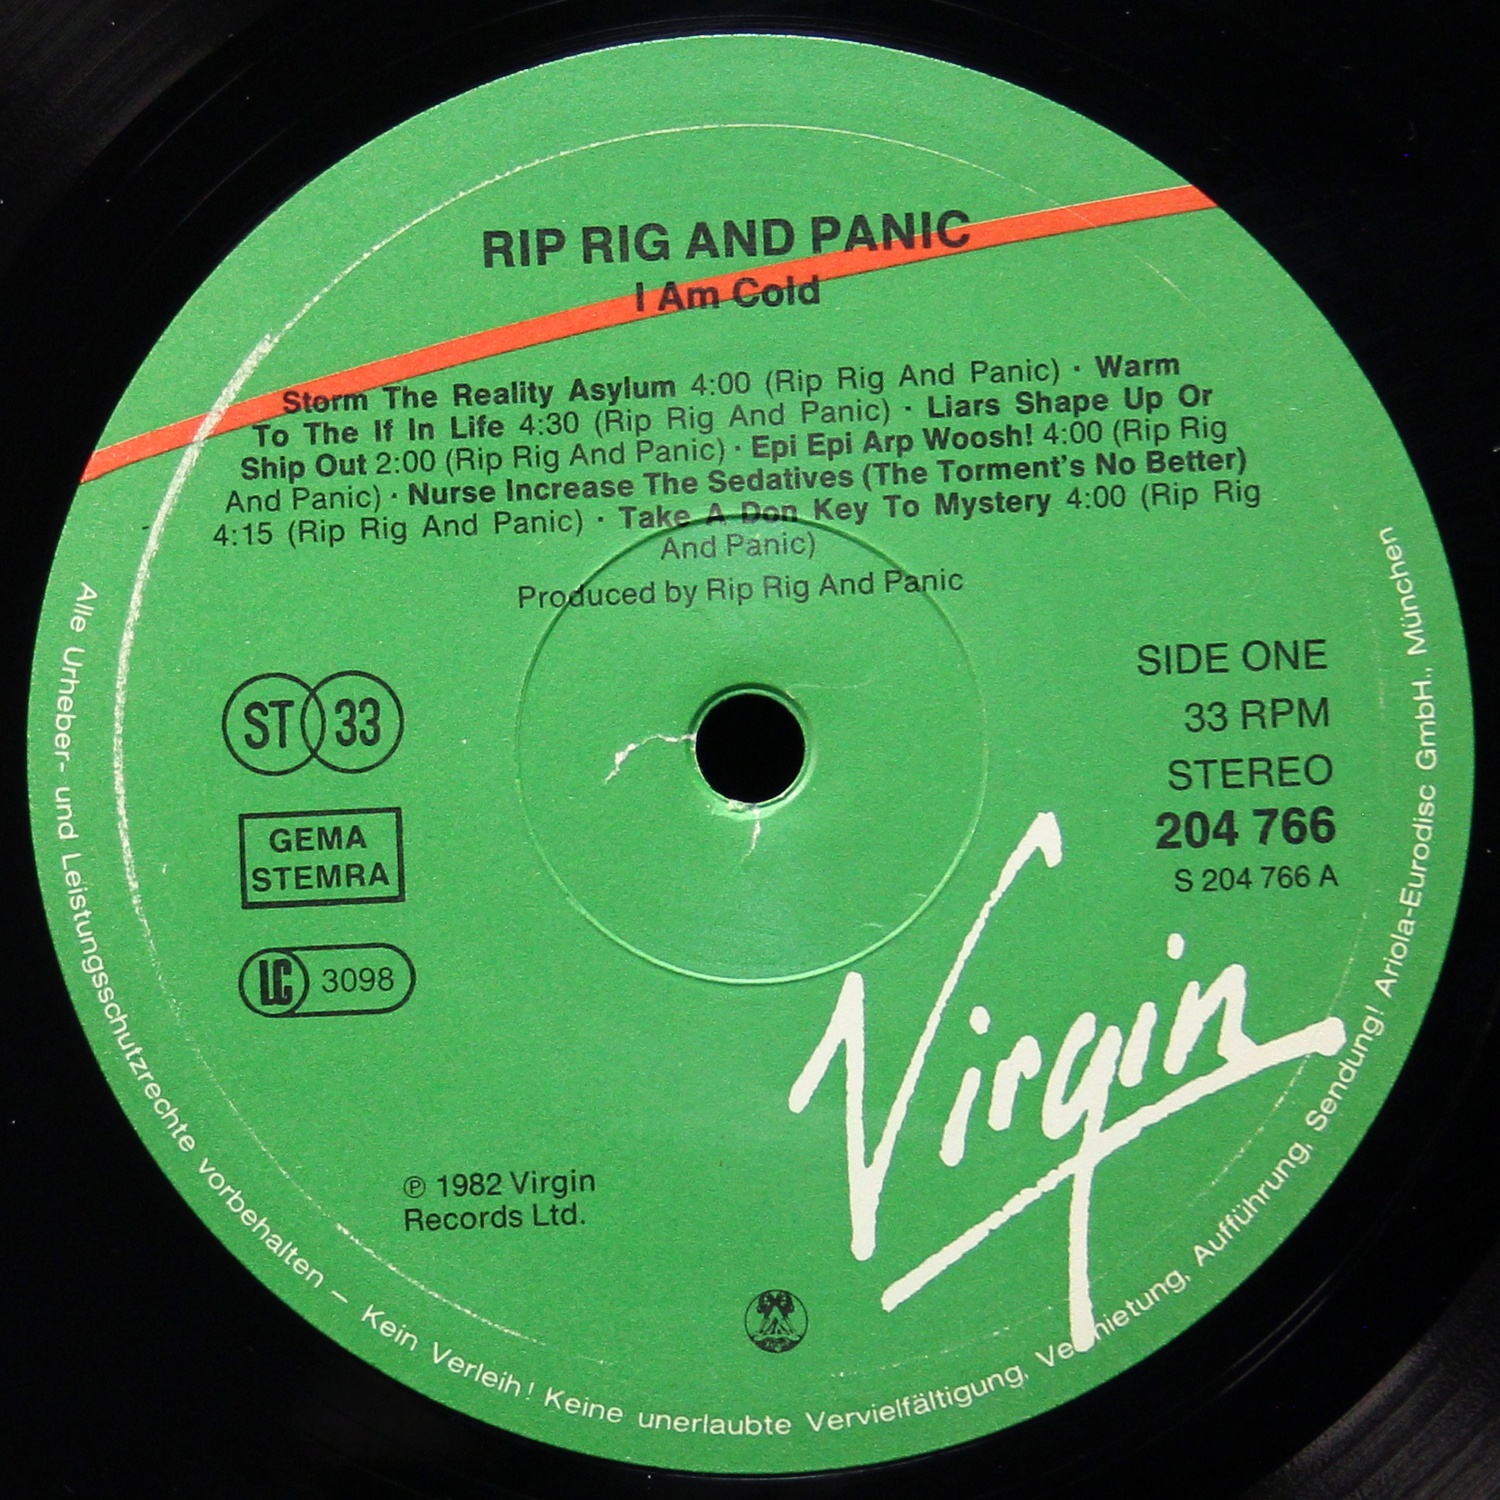 RIP RIG AND PANIC
I Am Cold
Storm The Reality Asylum 4:00 (Rip Rig And Panic) · Warm
To The If In Life 4:30 (Rip Rig And Panic) · Liars Shape Up Or
Ship Out 2:00 (Rip Rig And Panic) · Epi Epi Arp Woosh! 4:00 (Rip Rig
And Panic) · Nurse Increase The Sedatives (The Torment's No Better)
4:15 (Rip Rig And Panic) · Take A Don Key To Mystery 4:00 (Rip Rig
And Panic)
Produced by Rip Rig And Panic
ST 33
GEMA
STEMRA
LC 3098
SIDE ONE
33 RPM
STEREO
204 766
S 204 766 A
Virgin
℗ 1982 Virgin
Records Ltd.
Alle Urheber- und Leistungsschutzrechte vorbehalten – Kein Verleih! Keine unerlaubte Vervielfältigung, Vermietung, Aufführung, Sendung! Ariola-Eurodisc GmbH., München